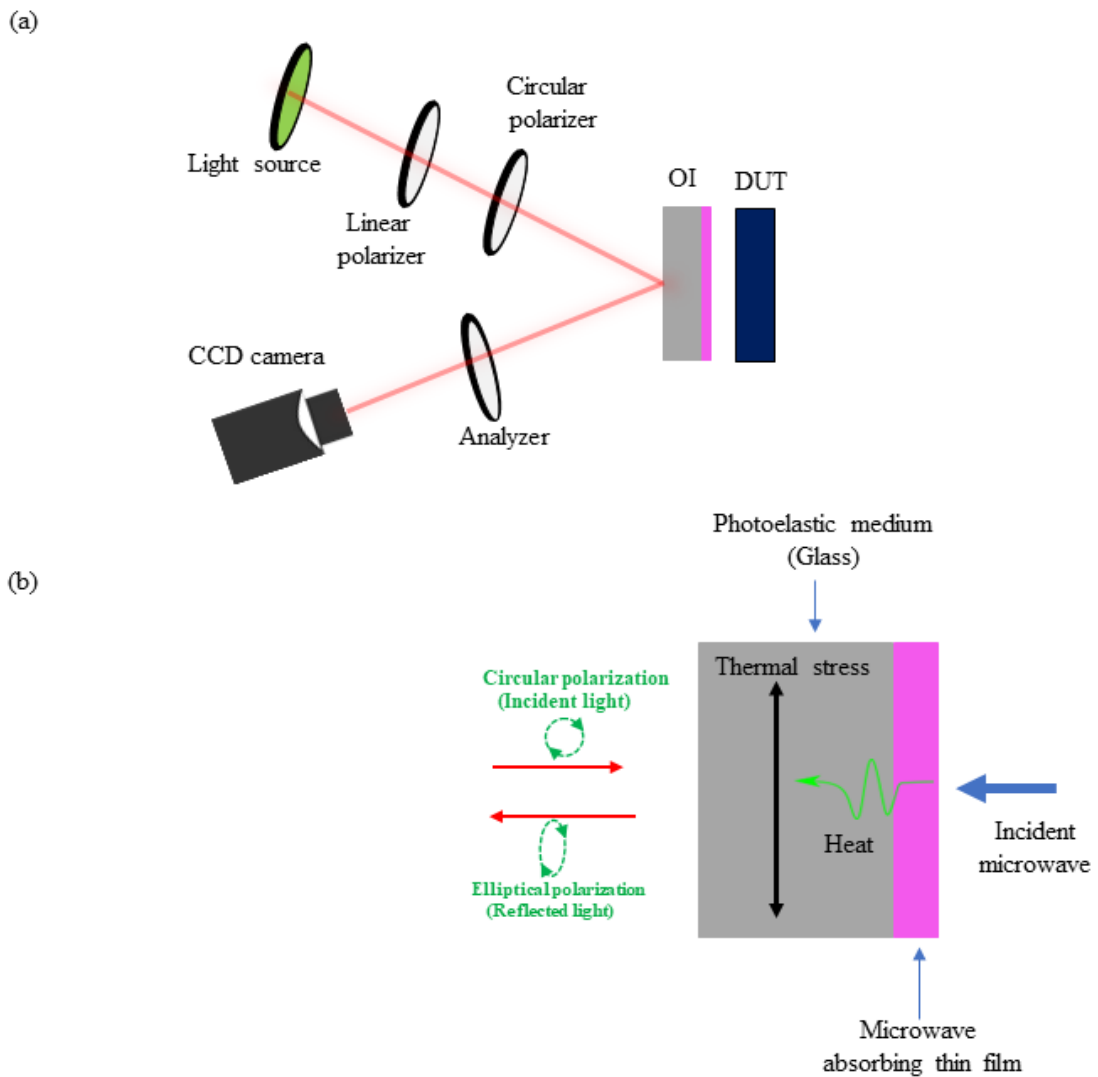 (a)
Circular
polarizer
Light source
OI DUT
Linear
polarizer
CCD camera
Analyzer
Photoelastic medium
(Glass)
(b)
Thermal stress
Circular polarization
(Incident light)
Heat
Incident
microwave
Elliptical polarization
(Reflected light)
Microwave
absorbing thin film